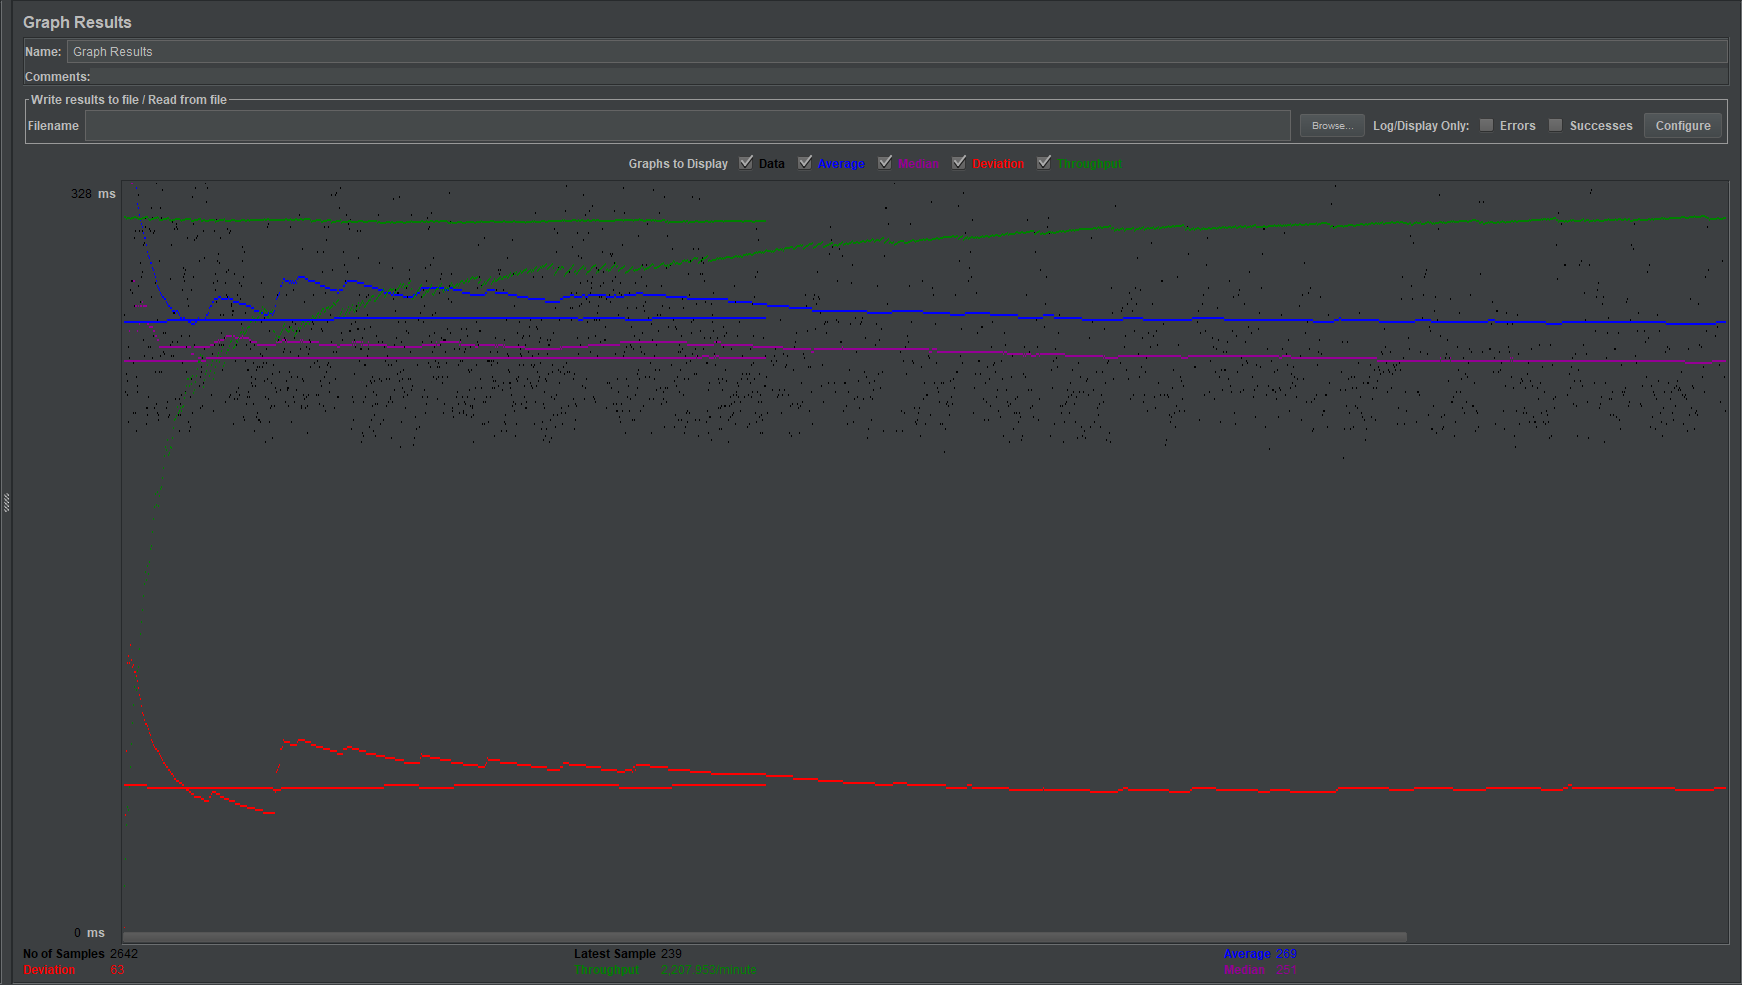 Graph Results
Name: Graph Results
Comments:
Write results to file / Read from file
Filename Browse... Log/Display Only: Errors Successes Configure
Graphs to Display Data Average Median Deviation Throughput
328 ms
0 ms
No of Samples 2642 Latest Sample 239 Average 269
Deviation 63 Throughput 2,207.953/minute Median